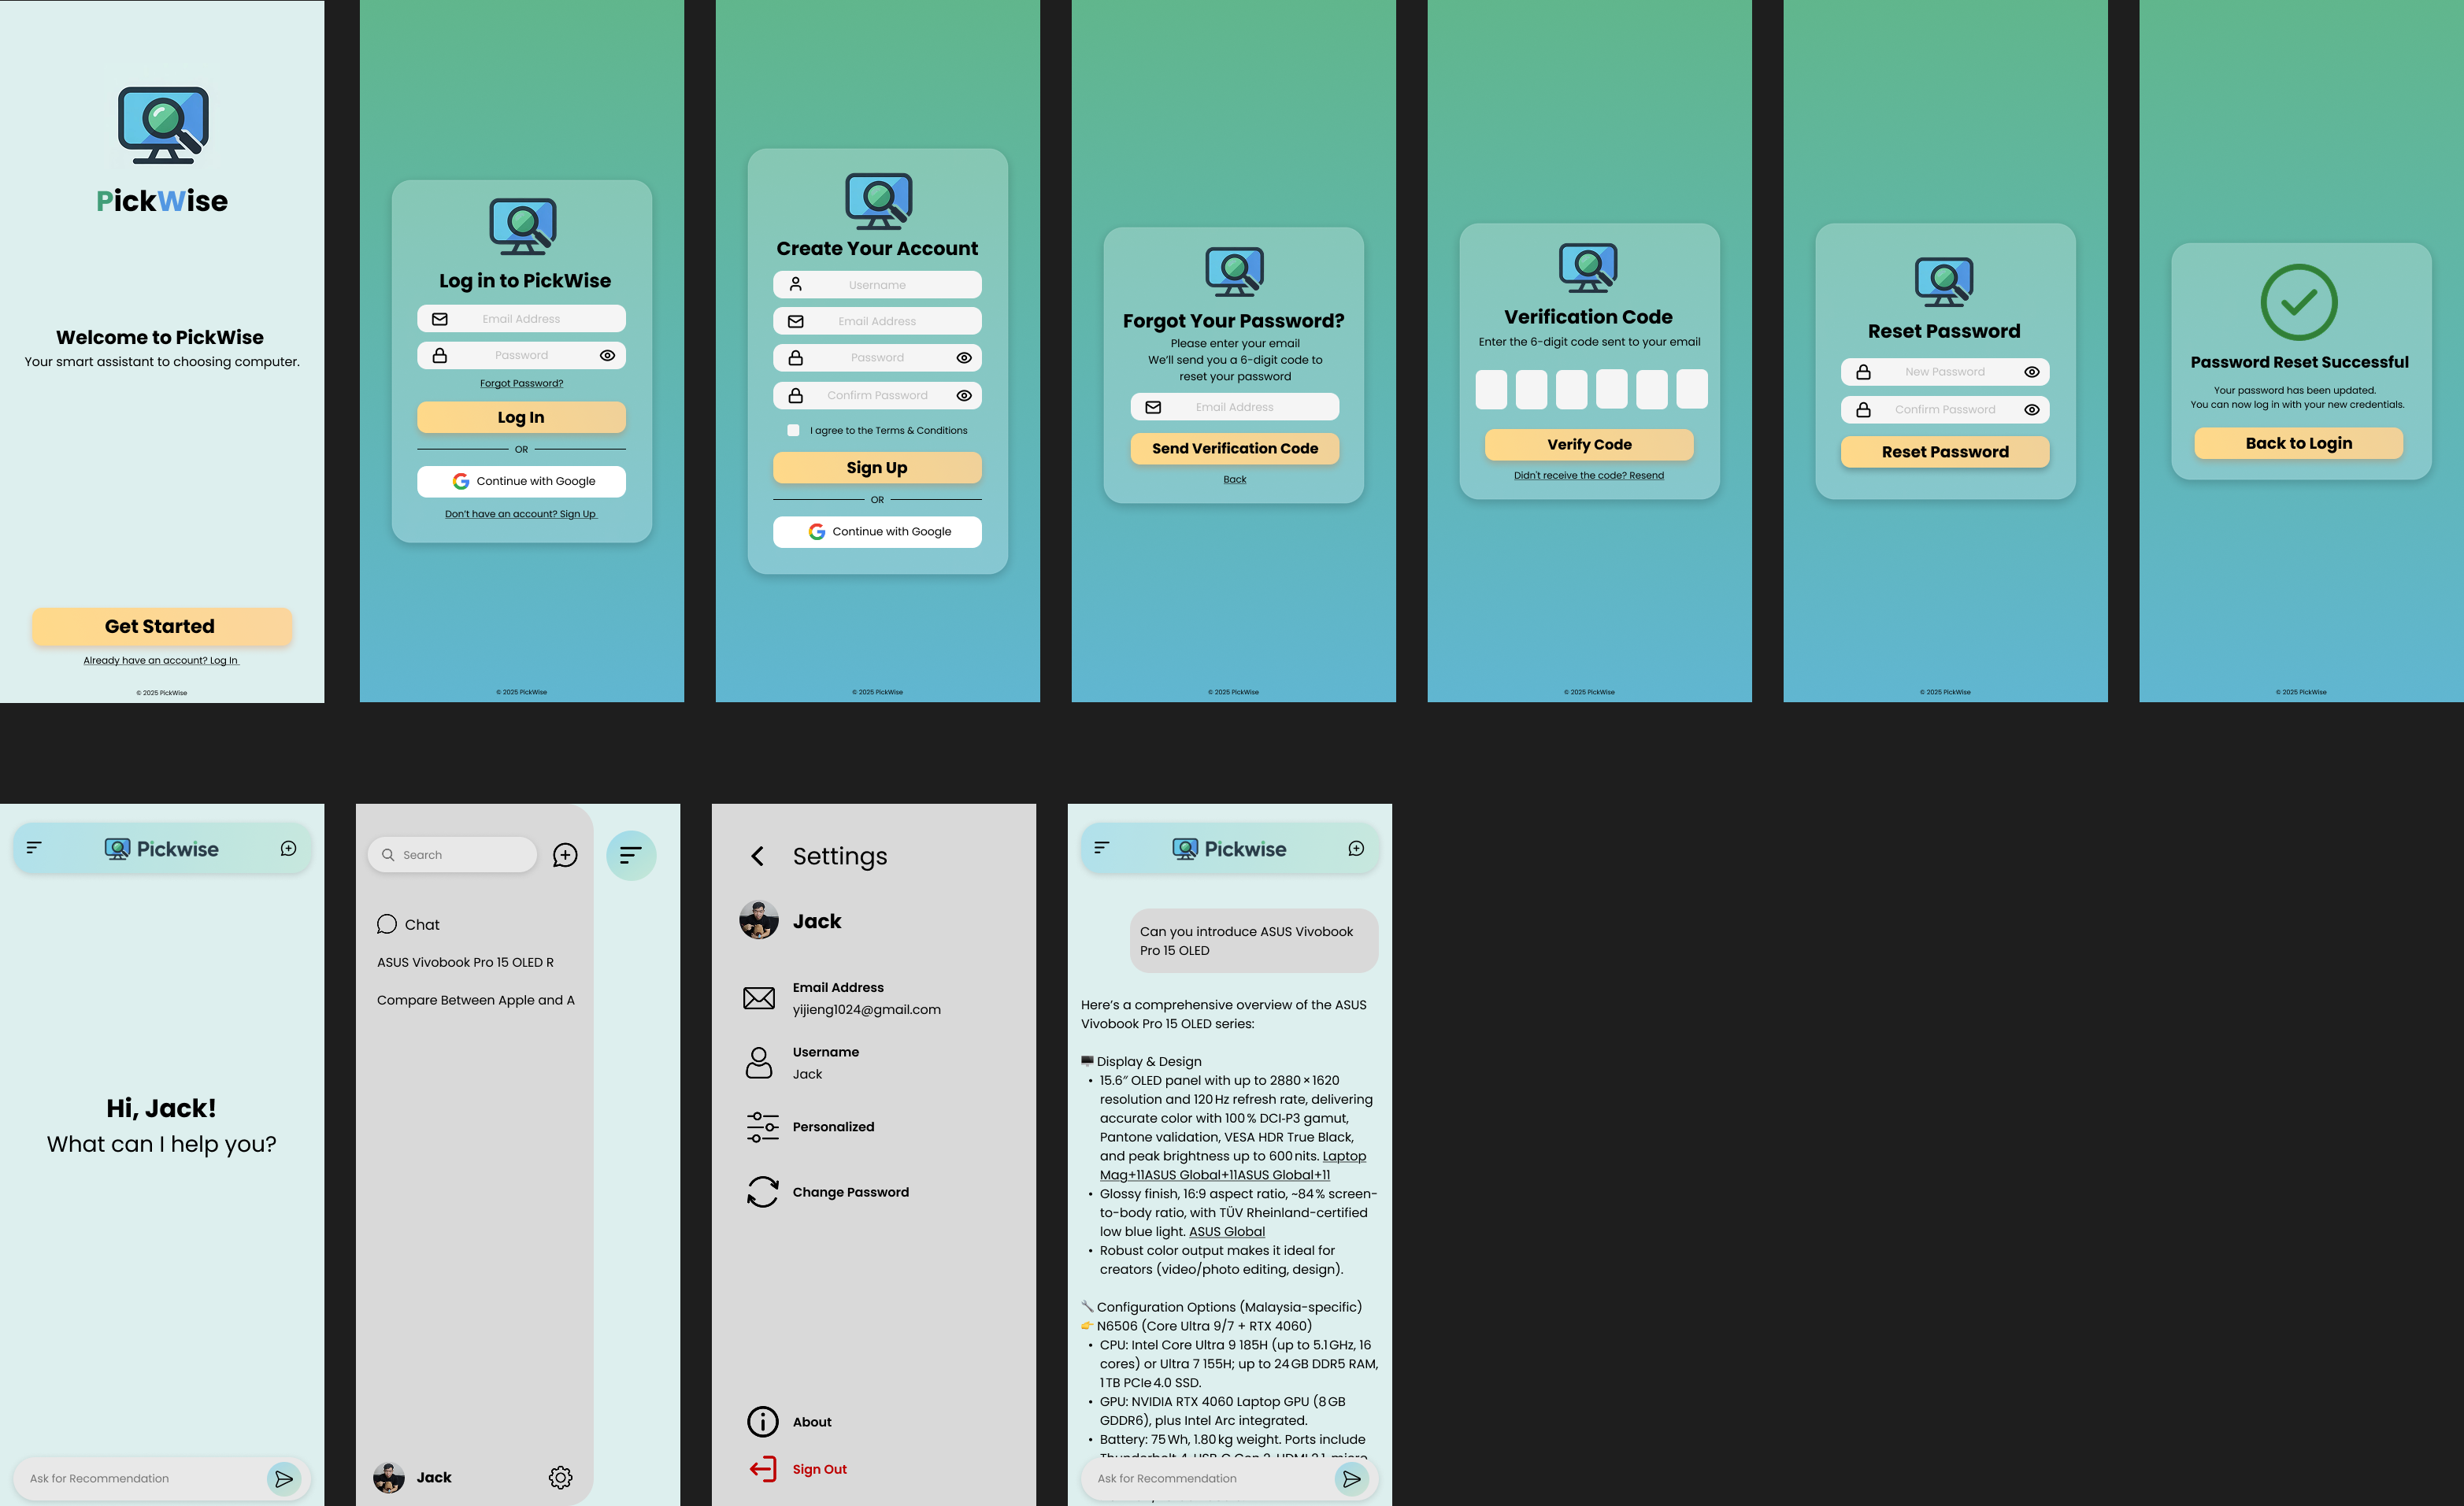 PickWise
Welcome to PickWise
Your smart assistant to choosing computer.
Get Started
Already have an account? Log In
© 2025 PickWise
Log in to PickWise
Email Address
Password
Forgot Password?
Log In
OR
Continue with Google
Don't have an account? Sign Up
© 2025 PickWise
Create Your Account
Username
Email Address
Password
Confirm Password
I agree to the Terms & Conditions
Sign Up
OR
Continue with Google
© 2025 PickWise
Forgot Your Password?
Please enter your email
We'll send you a 6-digit code to
reset your password
Email Address
Send Verification Code
Back
© 2025 PickWise
Verification Code
Enter the 6-digit code sent to your email
Verify Code
Didn't receive the code? Resend
© 2025 PickWise
Reset Password
New Password
Confirm Password
Reset Password
© 2025 PickWise
Password Reset Successful
Your password has been updated.
You can now log in with your new credentials.
Back to Login
© 2025 PickWise
Pickwise
Hi, Jack!
What can I help you?
Ask for Recommendation
Search
Chat
ASUS Vivobook Pro 15 OLED R
Compare Between Apple and A
Jack
Settings
Jack
Email Address
yijieng1024@gmail.com
Username
Jack
Personalized
Change Password
About
Sign Out
Pickwise
Can you introduce ASUS Vivobook
Pro 15 OLED
Here's a comprehensive overview of the ASUS
Vivobook Pro 15 OLED series:
🖥️ Display & Design
• 15.6″ OLED panel with up to 2880 × 1620
resolution and 120 Hz refresh rate, delivering
accurate color with 100 % DCI-P3 gamut,
Pantone validation, VESA HDR True Black,
and peak brightness up to 600 nits. Laptop
Mag+11ASUS Global+11ASUS Global+11
• Glossy finish, 16:9 aspect ratio, ~84 % screen-
to-body ratio, with TÜV Rheinland-certified
low blue light. ASUS Global
• Robust color output makes it ideal for
creators (video/photo editing, design).
🔧 Configuration Options (Malaysia-specific)
👉 N6506 (Core Ultra 9/7 + RTX 4060)
• CPU: Intel Core Ultra 9 185H (up to 5.1 GHz, 16
cores) or Ultra 7 155H; up to 24 GB DDR5 RAM,
1 TB PCIe 4.0 SSD.
• GPU: NVIDIA RTX 4060 Laptop GPU (8 GB
GDDR6), plus Intel Arc integrated.
• Battery: 75 Wh, 1.80 kg weight. Ports include
Ask for Recommendation